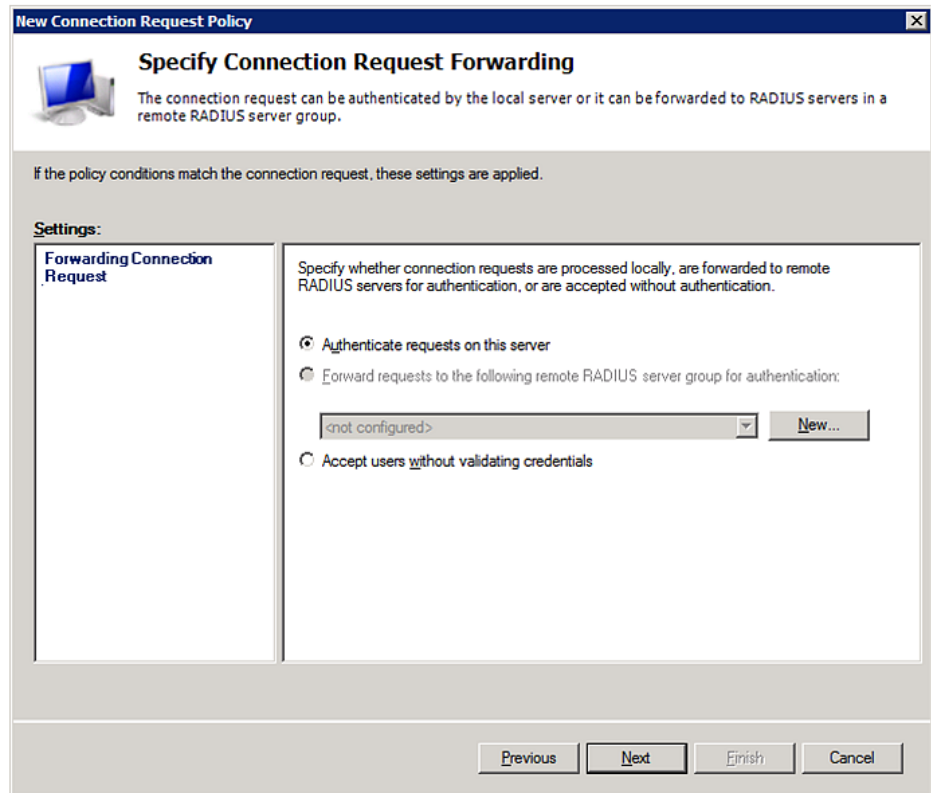 New Connection Request Policy
Specify Connection Request Forwarding
The connection request can be authenticated by the local server or it can be forwarded to RADIUS servers in a
remote RADIUS server group.
If the policy conditions match the connection request, these settings are applied.
Settings:
Forwarding Connection
Request
Specify whether connection requests are processed locally, are forwarded to remote
RADIUS servers for authentication, or are accepted without authentication.
Authenticate requests on this server
Forward requests to the following remote RADIUS server group for authentication:
<not configured>
New...
Accept users without validating credentials
Previous
Next
Finish
Cancel